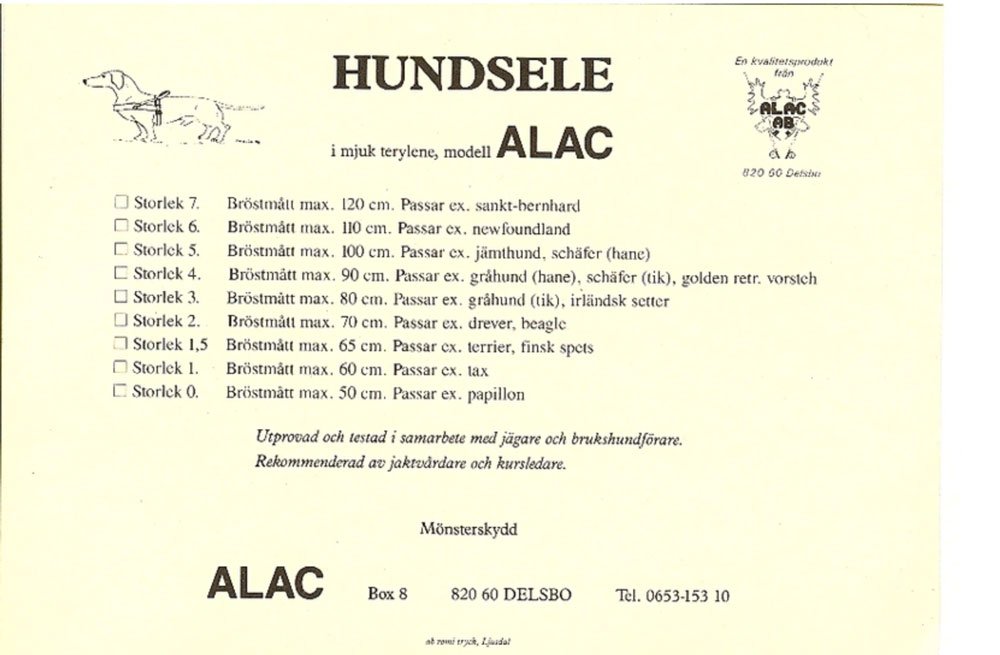 HUNDSELE
i mjuk terylene, modell ALAC
En kvalitetsprodukt
från
ALAC
AB
820 60 Delsbo
Storlek 7. Bröstmått max. 120 cm. Passar ex. sankt-bernhard
Storlek 6. Bröstmått max. 110 cm. Passar ex. newfoundland
Storlek 5. Bröstmått max. 100 cm. Passar ex. jämthund, schäfer (hane)
Storlek 4. Bröstmått max. 90 cm. Passar ex. gråhund (hane), schäfer (tik), golden retr. vorsteh
Storlek 3. Bröstmått max. 80 cm. Passar ex. gråhund (tik), irländsk setter
Storlek 2. Bröstmått max. 70 cm. Passar ex. drever, beagle
Storlek 1,5 Bröstmått max. 65 cm. Passar ex. terrier, finsk spets
Storlek 1. Bröstmått max. 60 cm. Passar ex. tax
Storlek 0. Bröstmått max. 50 cm. Passar ex. papillon
Utprovad och testad i samarbete med jägare och brukshundförare.
Rekommenderad av jaktvårdare och kursledare.
Mönsterskydd
ALAC Box 8 820 60 DELSBO Tel. 0653-153 10
ab romi tryck, Ljusdal